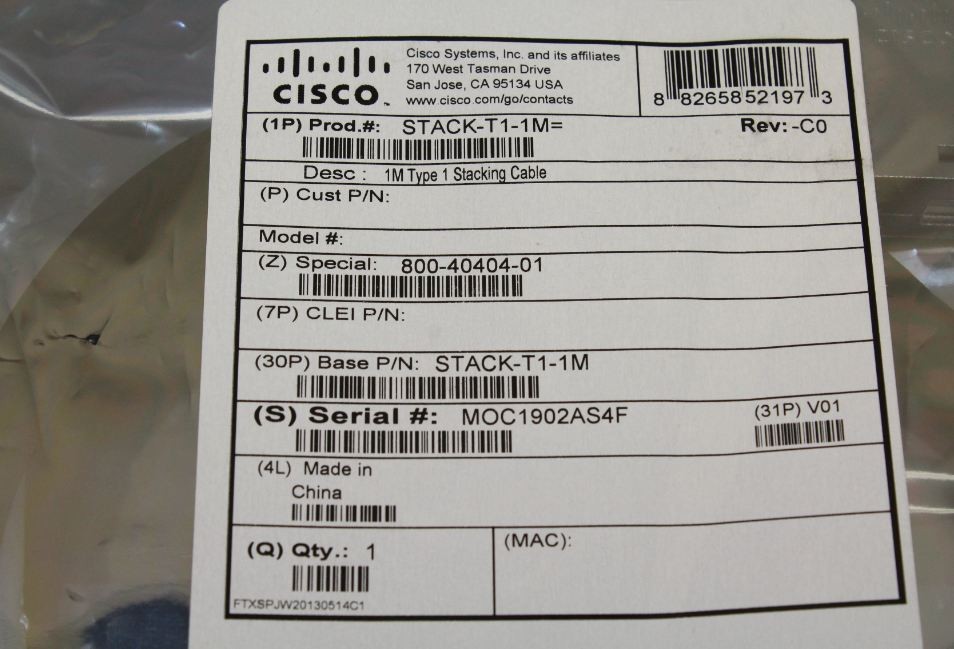 CISCO™
Cisco Systems, Inc. and its affiliates
170 West Tasman Drive
San Jose, CA 95134 USA
www.cisco.com/go/contacts
8 82658 52197 3
(1P) Prod.#: STACK-T1-1M= Rev: -C0
Desc : 1M Type 1 Stacking Cable
(P) Cust P/N:
Model #:
(Z) Special: 800-40404-01
(7P) CLEI P/N:
(30P) Base P/N: STACK-T1-1M
(S) Serial #: MOC1902AS4F (31P) V01
(4L) Made in
China
(Q) Qty.: 1 (MAC):
FTXSPJW20130514C1